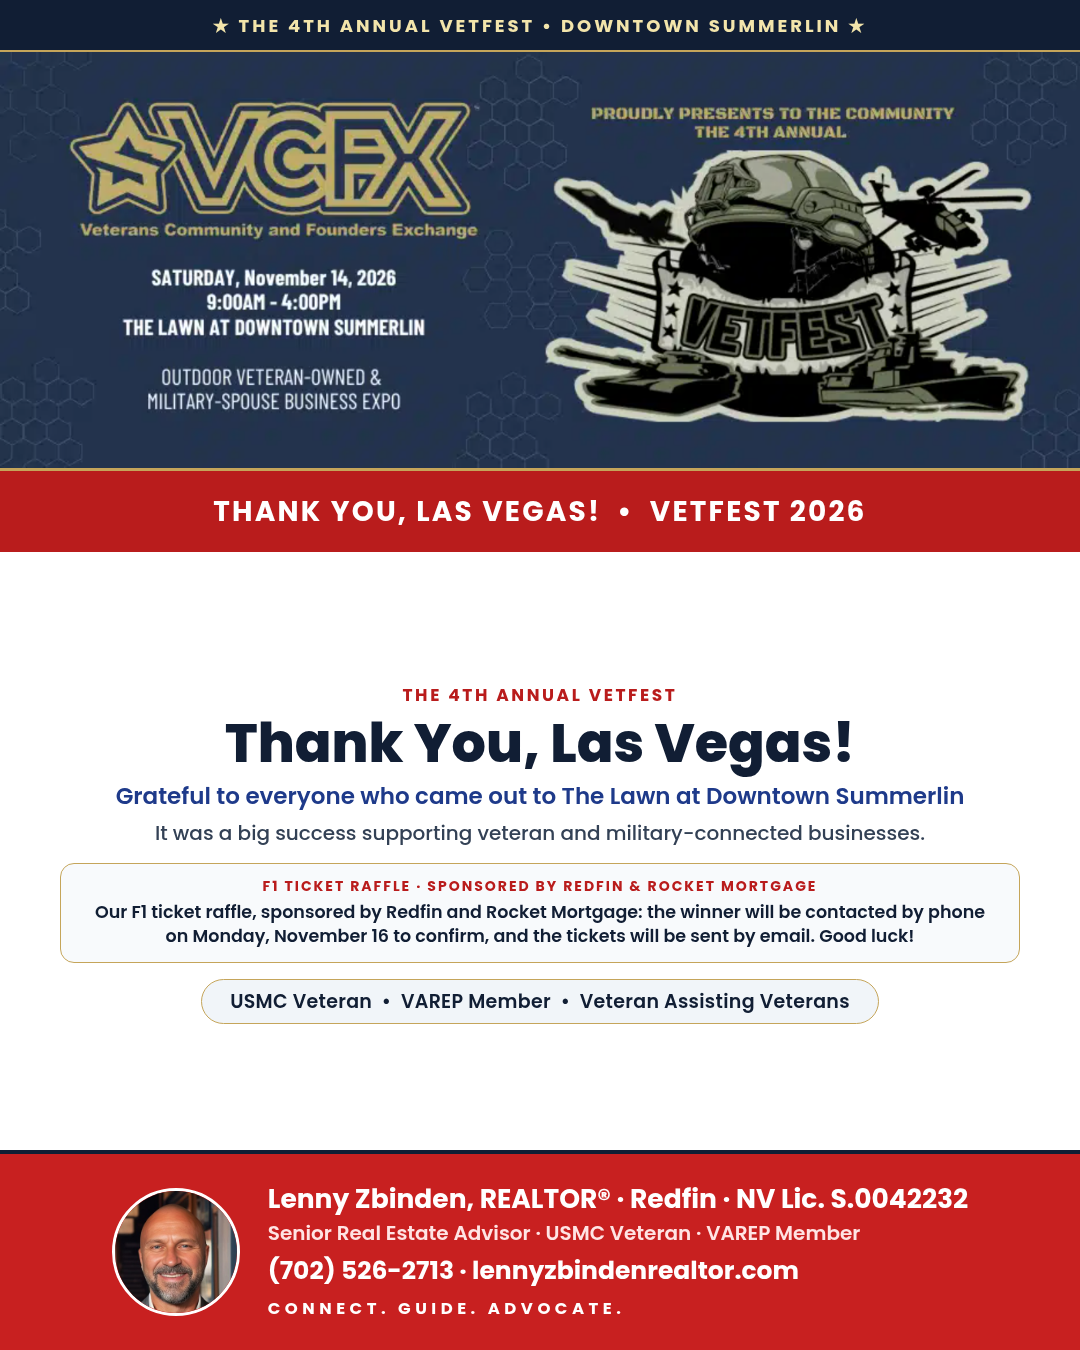 ★ THE 4TH ANNUAL VETFEST • DOWNTOWN SUMMERLIN ★
VCFX
Veterans Community and Founders Exchange
SATURDAY, November 14, 2026
9:00AM - 4:00PM
THE LAWN AT DOWNTOWN SUMMERLIN
OUTDOOR VETERAN-OWNED &
MILITARY-SPOUSE BUSINESS EXPO
PROUDLY PRESENTS TO THE COMMUNITY
THE 4TH ANNUAL
VETFEST
THANK YOU, LAS VEGAS! • VETFEST 2026
THE 4TH ANNUAL VETFEST
Thank You, Las Vegas!
Grateful to everyone who came out to The Lawn at Downtown Summerlin
It was a big success supporting veteran and military-connected businesses.
F1 TICKET RAFFLE · SPONSORED BY REDFIN & ROCKET MORTGAGE
Our F1 ticket raffle, sponsored by Redfin and Rocket Mortgage: the winner will be contacted by phone
on Monday, November 16 to confirm, and the tickets will be sent by email. Good luck!
USMC Veteran • VAREP Member • Veteran Assisting Veterans
Lenny Zbinden, REALTOR® · Redfin · NV Lic. S.0042232
Senior Real Estate Advisor · USMC Veteran · VAREP Member
(702) 526-2713 · lennyzbindenrealtor.com
CONNECT. GUIDE. ADVOCATE.